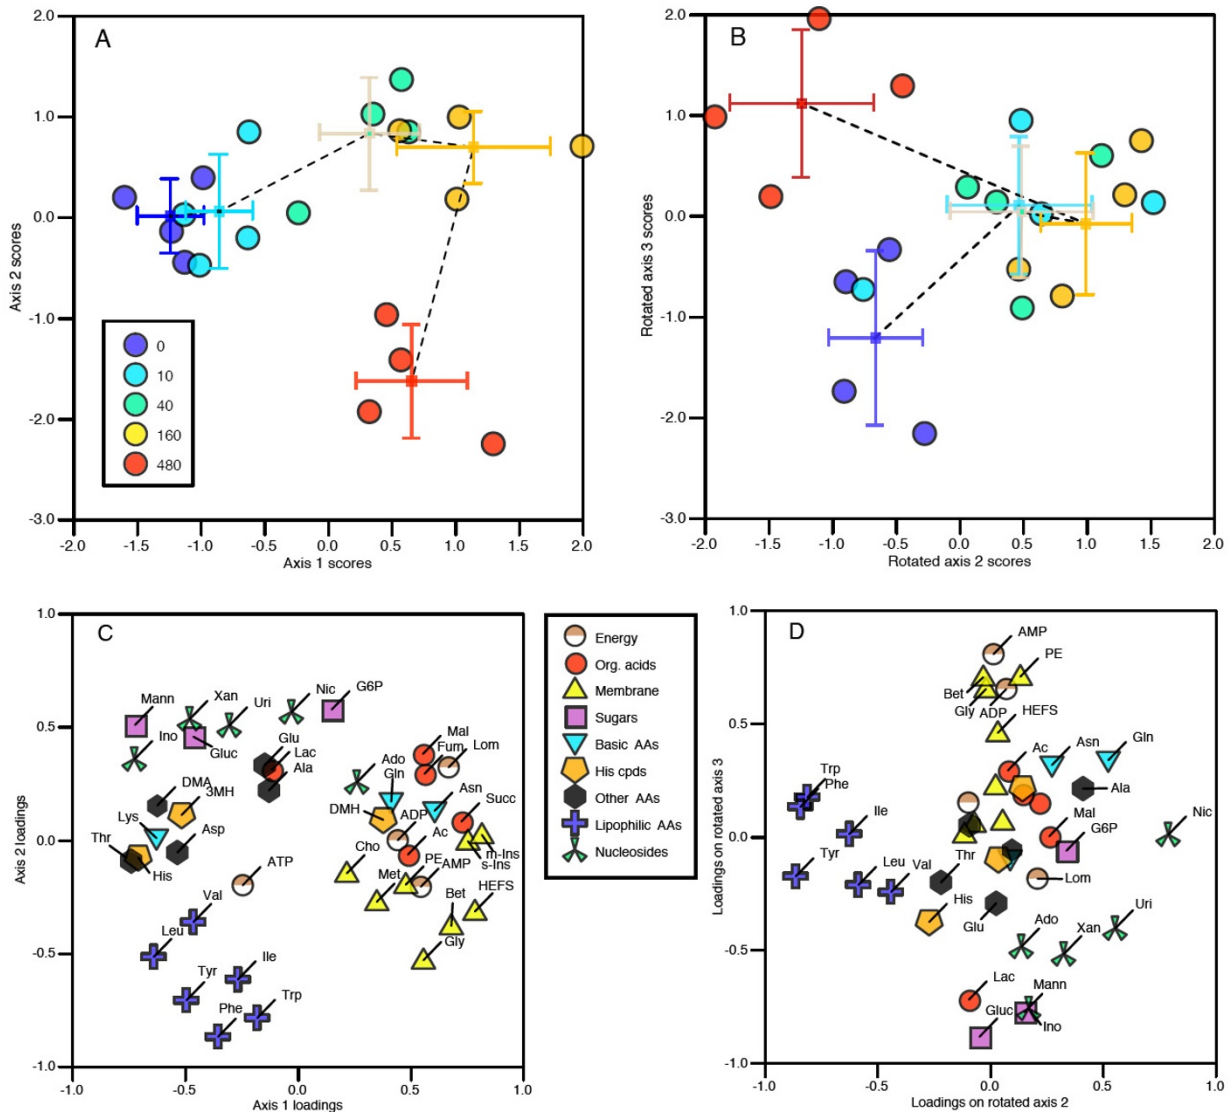 A
2.0
1.0
0.0
-1.0
-2.0
-3.0
Axis 2 scores
0
10
40
160
480
-2.0 -1.5 -1.0 -0.5 0.0 0.5 1.0 1.5 2.0
Axis 1 scores
B
2.0
1.0
0.0
-1.0
-2.0
-3.0
Rotated axis 3 scores
-2.0 -1.5 -1.0 -0.5 0.0 0.5 1.0 1.5 2.0
Rotated axis 2 scores
C
1.0
0.5
0.0
-0.5
-1.0
Axis 2 loadings
Mann
Xan
Uri
Nic
G6P
Ino
Gluc
Glu
Lac
Ala
Mal
Fum
Lom
Ado
Gln
DMA
3MH
DMH
ADP
Asn
Succ
Lys
Asp
Thr
His
Ac
m-Ins
s-Ins
ATP
Cho
PE
AMP
Met
Bet
HEFS
Val
Leu
Gly
Tyr
Ile
Phe
Trp
-1.0 -0.5 0.0 0.5 1.0
Axis 1 loadings
Energy
Org. acids
Membrane
Sugars
Basic AAs
His cpds
Other AAs
Lipophilic AAs
Nucleosides
D
1.0
0.5
0.0
-0.5
-1.0
Loadings on rotated axis 3
AMP
PE
Bet
Gly
ADP
HEFS
Ac
Asn
Gln
Trp
Phe
Ala
Ile
Mal
Nic
G6P
Tyr
Leu
Val
Thr
Lom
His
Glu
Ado
Xan
Uri
Lac
Mann
Gluc
Ino
-1.0 -0.5 0.0 0.5 1.0
Loadings on rotated axis 2